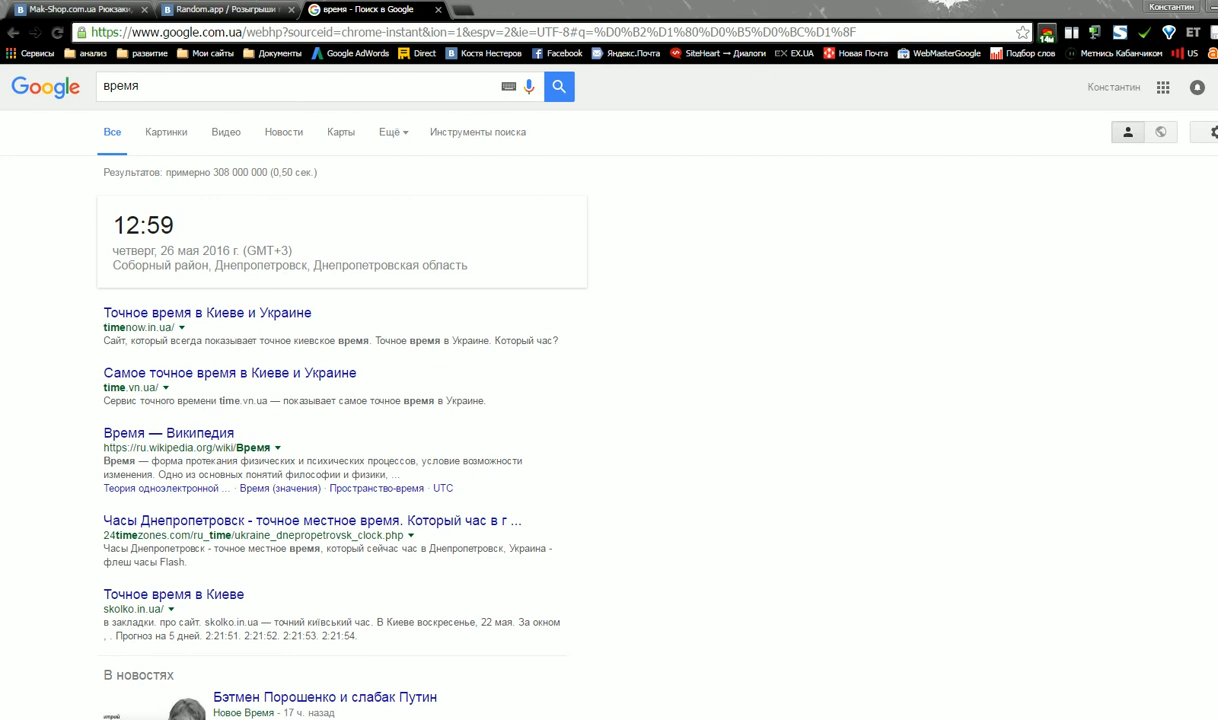 Mak-Shop.com.ua Рюкзаки,
Random.app / Розыгрыши
время - Поиск в Google
Константин
https://www.google.com.ua/webhp?sourceid=chrome-instant&ion=1&espv=2&ie=UTF-8#q=%D0%B2%D1%80%D0%B5%D0%BC%D1%8F
14м
ET
Сервисы
анализ
развитие
Мои сайты
Документы
Google AdWords
Direct
Костя Нестеров
Facebook
Яндекс.Почта
SiteHeart → Диалоги
EX EX.UA
Новая Почта
WebMasterGoogle
Подбор слов
Метнись Кабанчиком
US
Google
время
Константин
Все
Картинки
Видео
Новости
Карты
Ещё
Инструменты поиска
Результатов: примерно 308 000 000 (0,50 сек.)
12:59
четверг, 26 мая 2016 г. (GMT+3)
Соборный район, Днепропетровск, Днепропетровская область
Точное время в Киеве и Украине
timenow.in.ua/
Сайт, который всегда показывает точное киевское время. Точное время в Украине. Который час?
Самое точное время в Киеве и Украине
time.vn.ua/
Сервис точного времени time.vn.ua — показывает самое точное время в Украине.
Время — Википедия
https://ru.wikipedia.org/wiki/Время
Время — форма протекания физических и психических процессов, условие возможности
изменения. Одно из основных понятий философии и физики, ...
Теория одноэлектронной ... · Время (значения) · Пространство-время · UTC
Часы Днепропетровск - точное местное время. Который час в г ...
24timezones.com/ru_time/ukraine_dnepropetrovsk_clock.php
Часы Днепропетровск - точное местное время, который сейчас час в Днепропетровск, Украина -
флеш часы Flash.
Точное время в Киеве
skolko.in.ua/
в закладки. про сайт. skolko.in.ua — точний київський час. В Киеве воскресенье, 22 мая. За окном
, . Прогноз на 5 дней. 2:21:51. 2:21:52. 2:21:53. 2:21:54.
В новостях
Бэтмен Порошенко и слабак Путин
Новое Время - 17 ч. назад